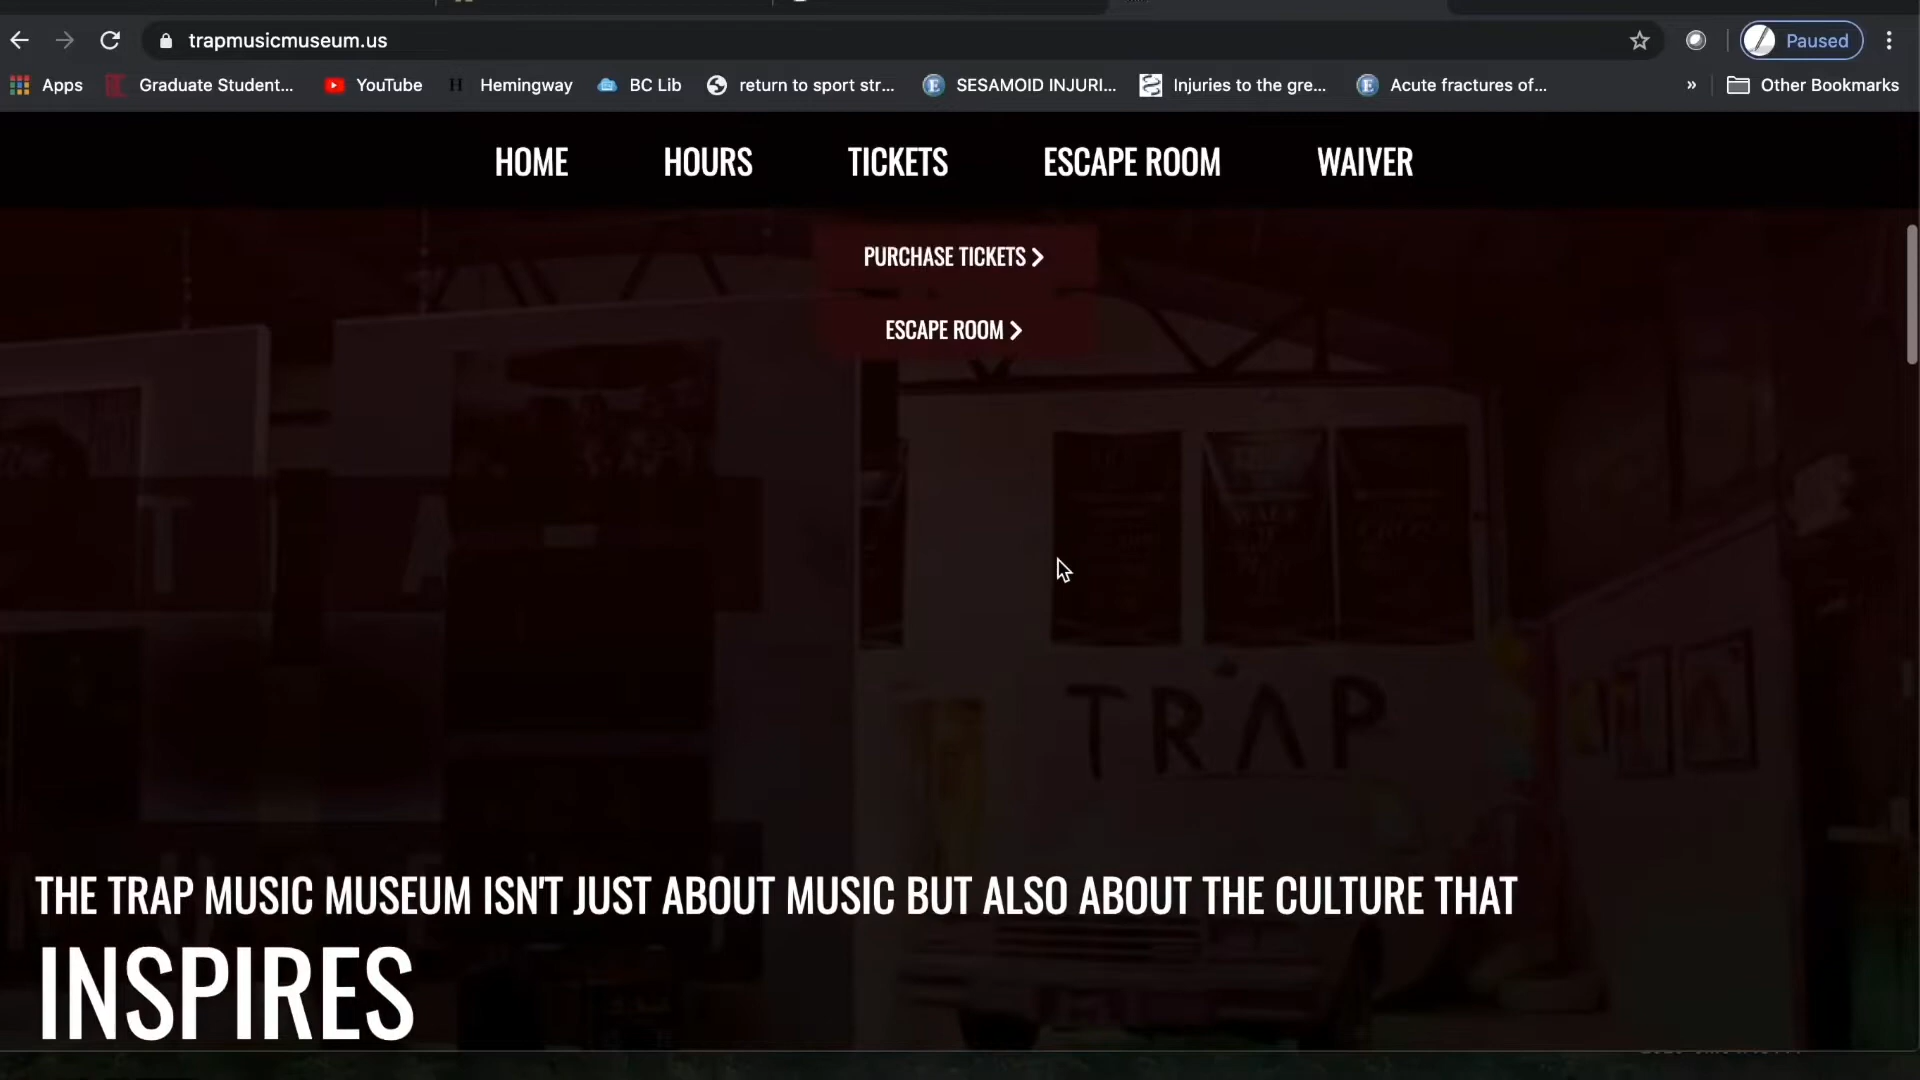 trapmusicmuseum.us
Paused
Apps
Graduate Student...
YouTube
H Hemingway
BC Lib
return to sport str...
SESAMOID INJURI...
Injuries to the gre...
Acute fractures of...
» Other Bookmarks
HOME
HOURS
TICKETS
ESCAPE ROOM
WAIVER
PURCHASE TICKETS >
ESCAPE ROOM >
TRAP
THE TRAP MUSIC MUSEUM ISN'T JUST ABOUT MUSIC BUT ALSO ABOUT THE CULTURE THAT
INSPIRES